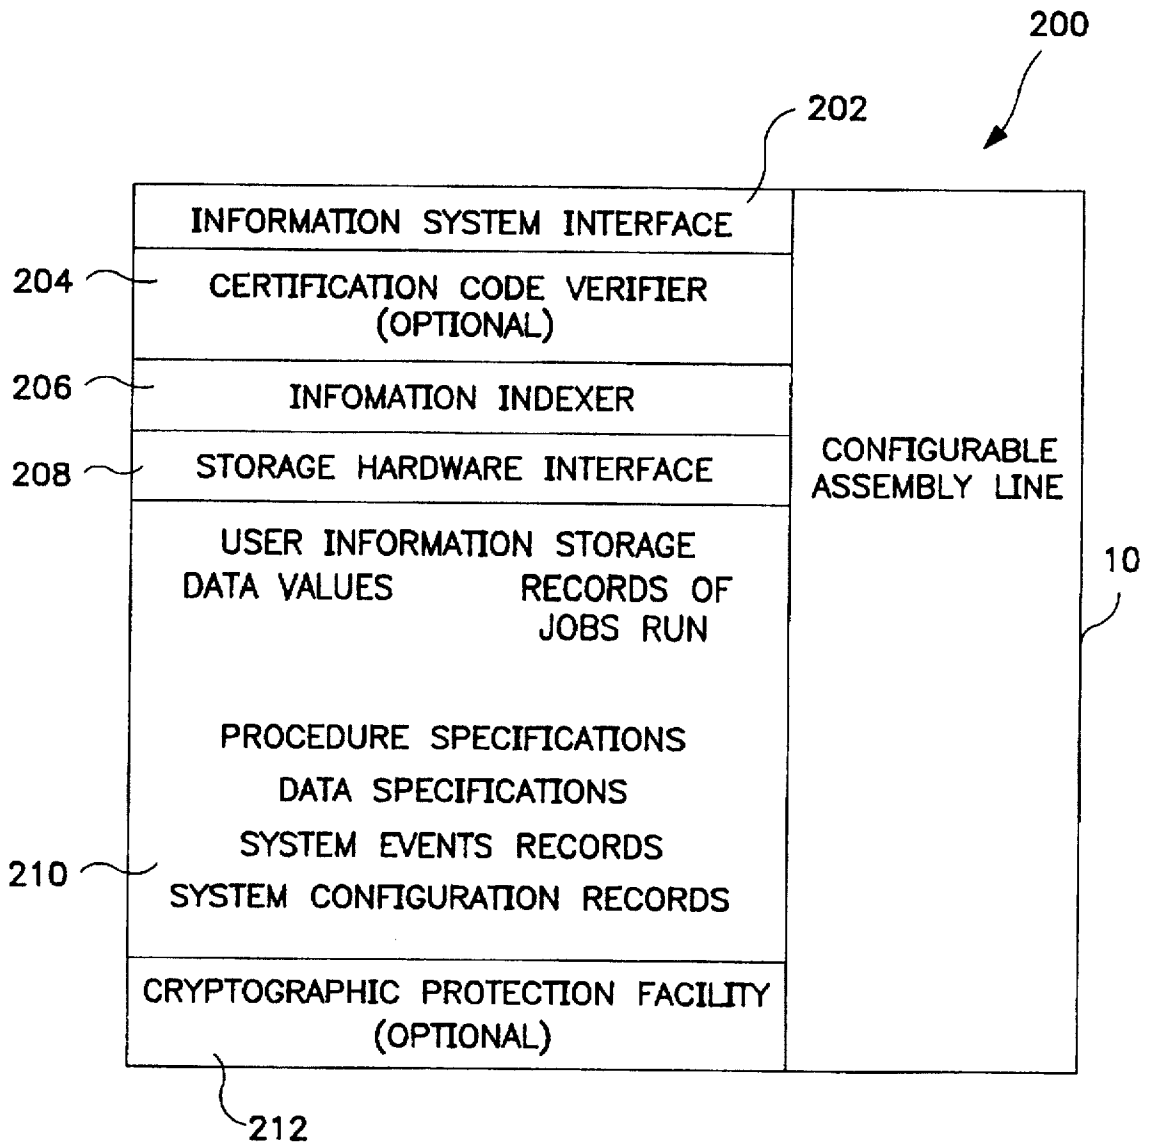 200
202
INFORMATION SYSTEM INTERFACE
204
CERTIFICATION CODE VERIFIER
(OPTIONAL)
206
INFOMATION INDEXER
208
STORAGE HARDWARE INTERFACE
CONFIGURABLE
ASSEMBLY LINE
USER INFORMATION STORAGE
DATA VALUES
RECORDS OF
JOBS RUN
10
PROCEDURE SPECIFICATIONS
DATA SPECIFICATIONS
SYSTEM EVENTS RECORDS
210
SYSTEM CONFIGURATION RECORDS
CRYPTOGRAPHIC PROTECTION FACILITY
(OPTIONAL)
212